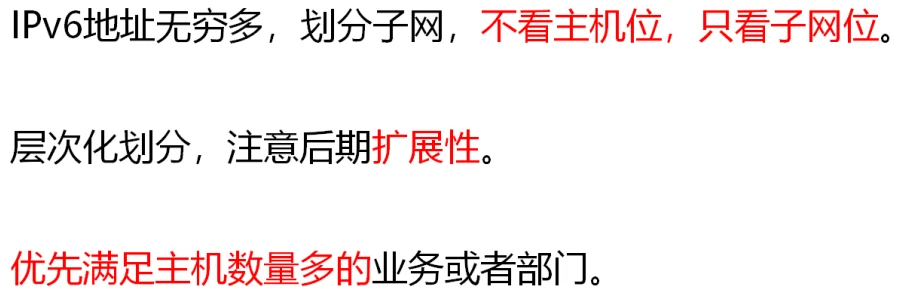 IPv6地址无穷多，划分子网，不看主机位，只看子网位。
层次化划分，注意后期扩展性。
优先满足主机数量多的业务或者部门。